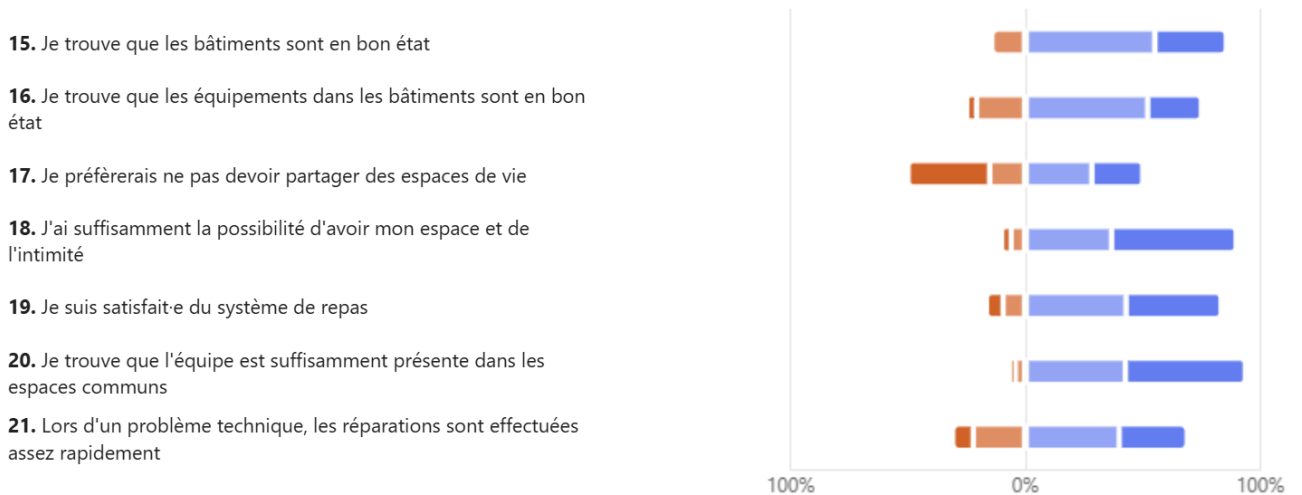 15. Je trouve que les bâtiments sont en bon état
16. Je trouve que les équipements dans les bâtiments sont en bon
état
17. Je préfèrerais ne pas devoir partager des espaces de vie
18. J'ai suffisamment la possibilité d'avoir mon espace et de
l'intimité
19. Je suis satisfait·e du système de repas
20. Je trouve que l'équipe est suffisamment présente dans les
espaces communs
21. Lors d'un problème technique, les réparations sont effectuées
assez rapidement
100% 0% 100%